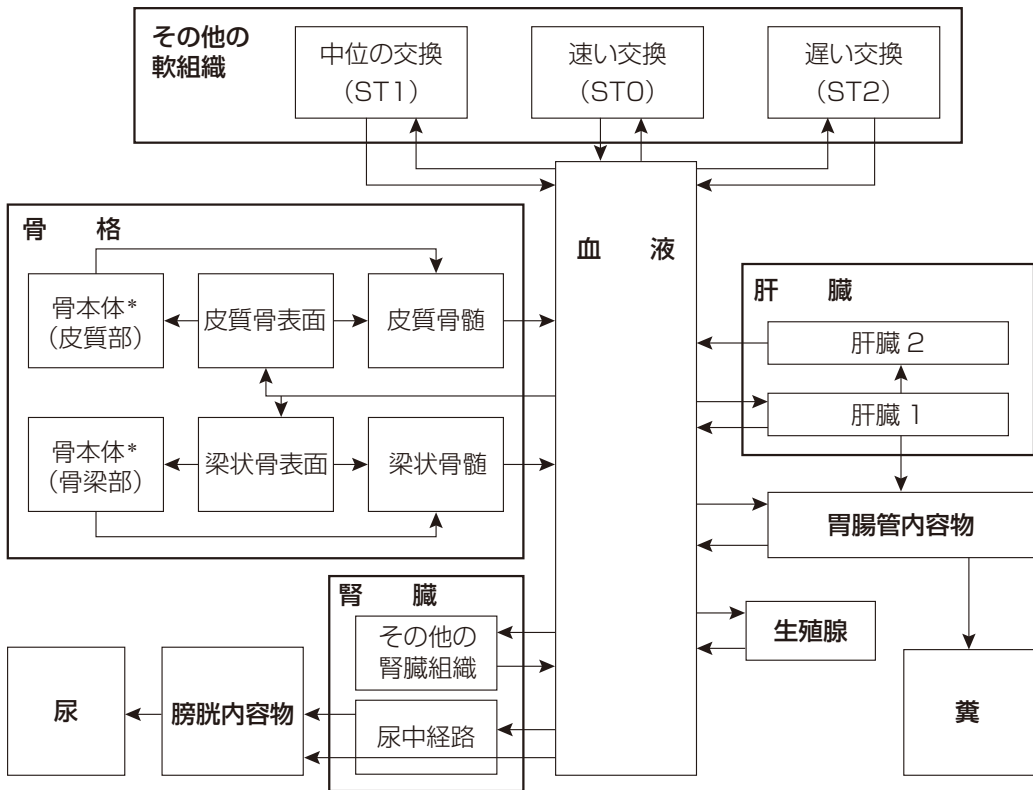 その他の
軟組織
中位の交換
(ST1)
速い交換
(ST0)
遅い交換
(ST2)
血 液
骨 格
骨本体*
(皮質部)
皮質骨表面
皮質骨髄
骨本体*
(骨梁部)
梁状骨表面
梁状骨髄
肝 臓
肝臓 2
肝臓 1
胃腸管内容物
腎 臓
その他の
腎臓組織
尿中経路
生殖腺
尿
膀胱内容物
糞